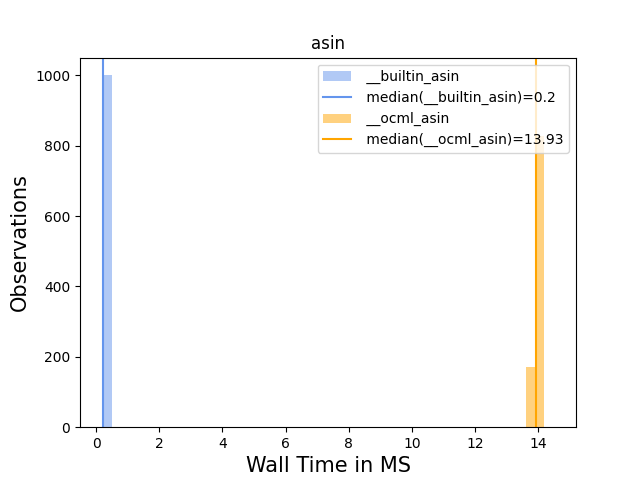 asin
__builtin_asin
median(__builtin_asin)=0.2
__ocml_asin
median(__ocml_asin)=13.93
1000
800
600
400
200
0
Observations
0 2 4 6 8 10 12 14
Wall Time in MS